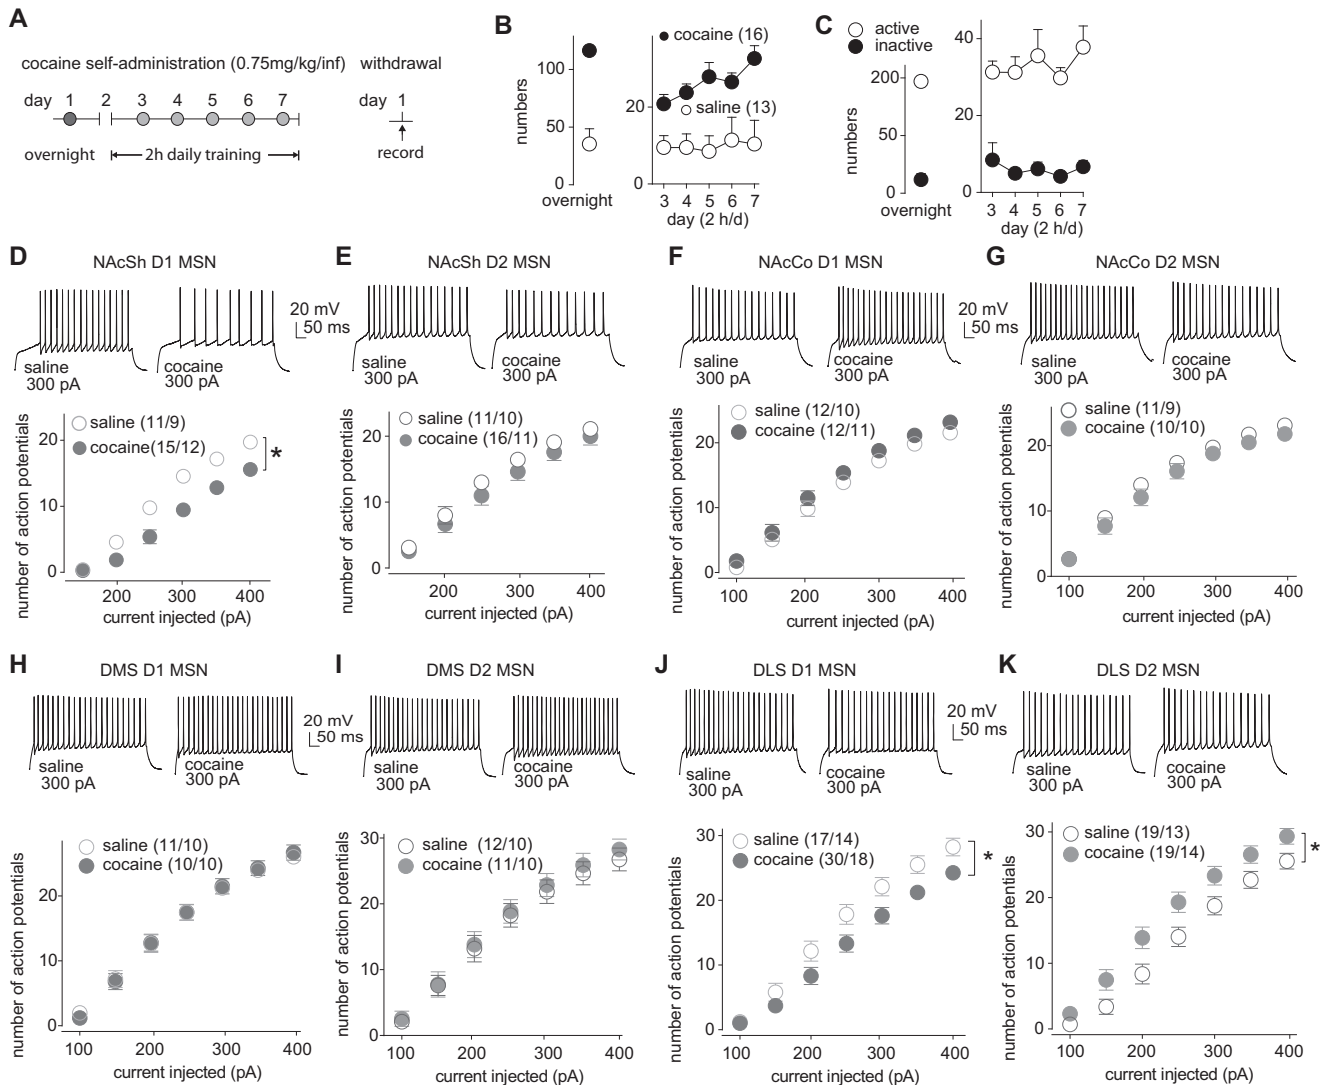 A
cocaine self-administration (0.75mg/kg/inf) withdrawal
day 1 2 3 4 5 6 7 day 1
overnight 2h daily training record
B
numbers
100
50
0
overnight
cocaine (16)
saline (13)
20
0
3 4 5 6 7
day (2 h/d)
C
active
inactive
numbers
200
50
0
overnight
40
20
0
3 4 5 6 7
day (2 h/d)
D
NAcSh D1 MSN
20 mV
50 ms
saline
300 pA
cocaine
300 pA
number of action potentials
saline (11/9)
cocaine(15/12)
*
20
10
0
200 300 400
current injected (pA)
E
NAcSh D2 MSN
saline
300 pA
cocaine
300 pA
number of action potentials
saline (11/10)
cocaine (16/11)
20
10
0
200 300 400
current injected (pA)
F
NAcCo D1 MSN
20 mV
50 ms
saline
300 pA
cocaine
300 pA
number of action potentials
saline (12/10)
cocaine (12/11)
20
10
0
100 200 300 400
current injected (pA)
G
NAcCo D2 MSN
saline
300 pA
cocaine
300 pA
number of action potentials
saline (11/9)
cocaine (10/10)
20
10
0
100 200 300 400
current injected (pA)
H
DMS D1 MSN
20 mV
50 ms
saline
300 pA
cocaine
300 pA
number of action potentials
saline (11/10)
cocaine (10/10)
20
10
0
100 200 300 400
current injected (pA)
I
DMS D2 MSN
saline
300 pA
cocaine
300 pA
number of action potentials
saline (12/10)
cocaine (11/10)
30
20
10
0
100 200 300 400
current injected (pA)
J
DLS D1 MSN
20 mV
50 ms
saline
300 pA
cocaine
300 pA
number of action potentials
saline (17/14)
cocaine (30/18)
*
30
20
10
0
100 200 300 400
current injected (pA)
K
DLS D2 MSN
saline
300 pA
cocaine
300 pA
number of action potentials
saline (19/13)
cocaine (19/14)
*
30
20
10
0
100 200 300 400
current injected (pA)